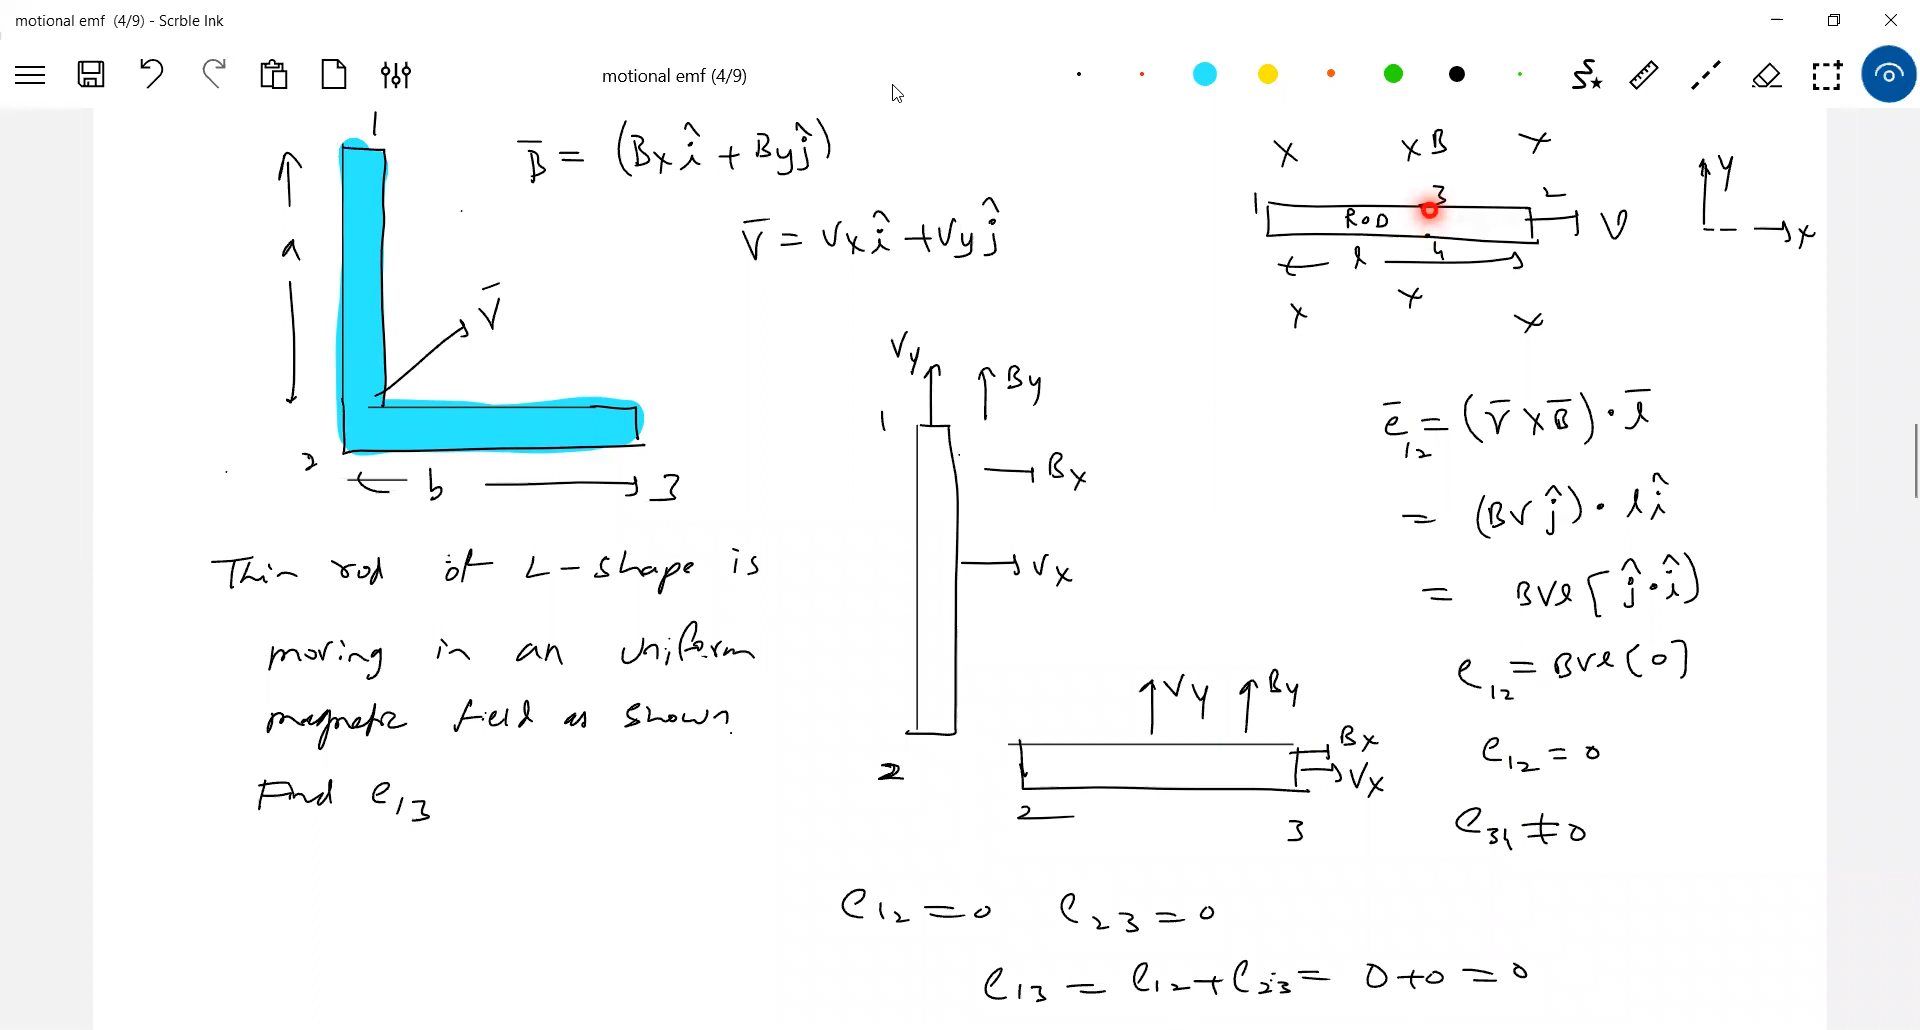 motional emf (4/9) - Scrble Ink
motional emf (4/9)
1
a
2
b
3
V̅
B̅ = (Bx î + By ĵ)
V̅ = Vx î + Vy ĵ
X X B X
1 3 2
ROD
V
l 4
X X X
Y
X
Thin rod of L-shape is
moving in an uniform
magnetic field as shown.
Find e13
Vy
By
1
Bx
Vx
2
Vy By
Bx
Vx
2
3
e̅12 = (V̅ X B̅) · l̅
= (BV ĵ) · l î
= BVl [ĵ · î)
e12 = BVl (0]
e12 = 0
e34 ≠ 0
e12 = 0 e23 = 0
e13 = e12 + e23 = 0+0 = 0